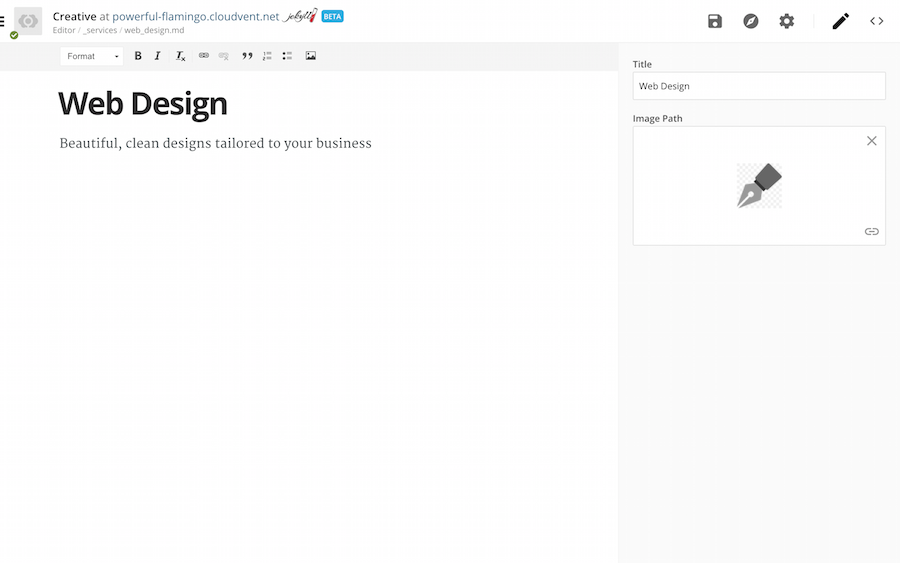 Creative at powerful-flamingo.cloudvent.net jekyll BETA
Editor / _services / web_design.md
Format B I Tx
Title
Web Design
Image Path
Web Design
Beautiful, clean designs tailored to your business